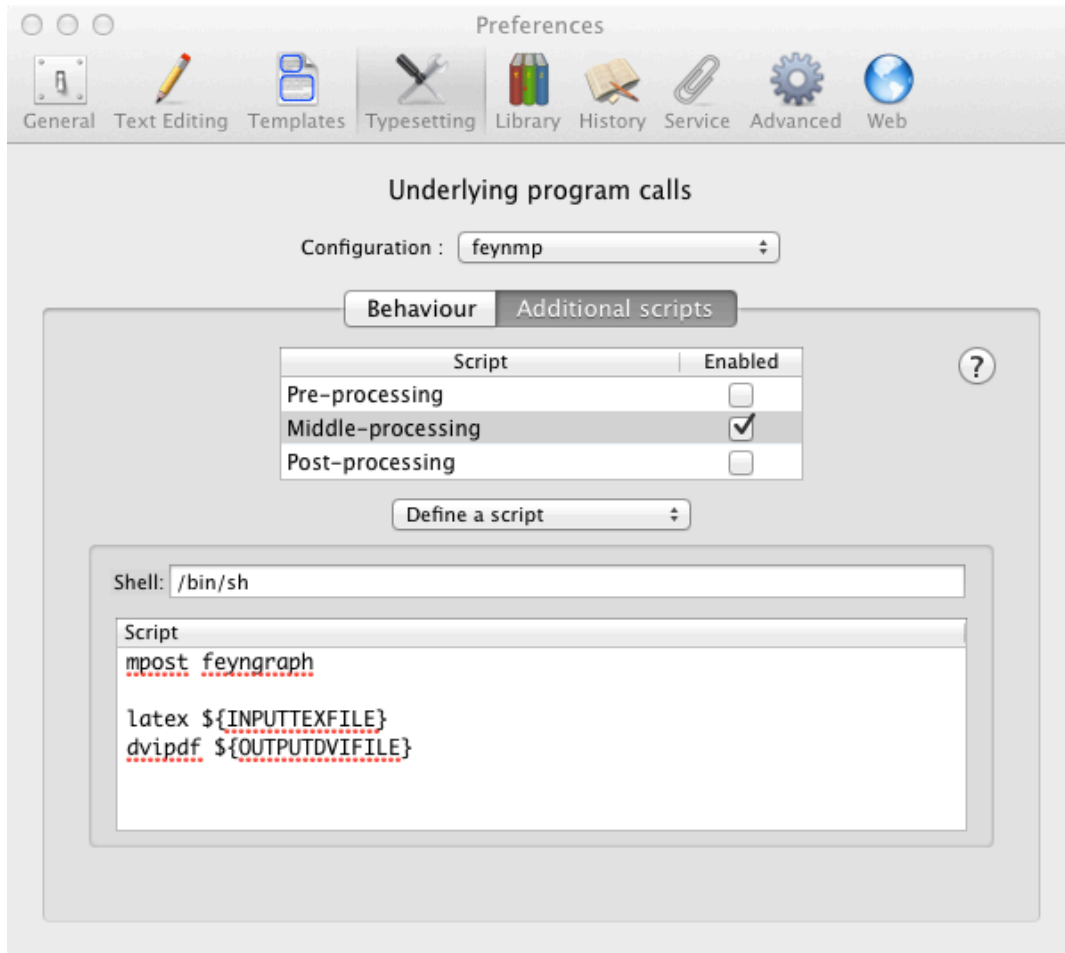 Preferences
General Text Editing Templates Typesetting Library History Service Advanced Web
Underlying program calls
Configuration : feynmp
Behaviour Additional scripts
Script Enabled
Pre-processing
Middle-processing
Post-processing
Define a script
?
Shell: /bin/sh
Script
mpost feyngraph
latex ${INPUTTEXFILE}
dvipdf ${OUTPUTDVIFILE}